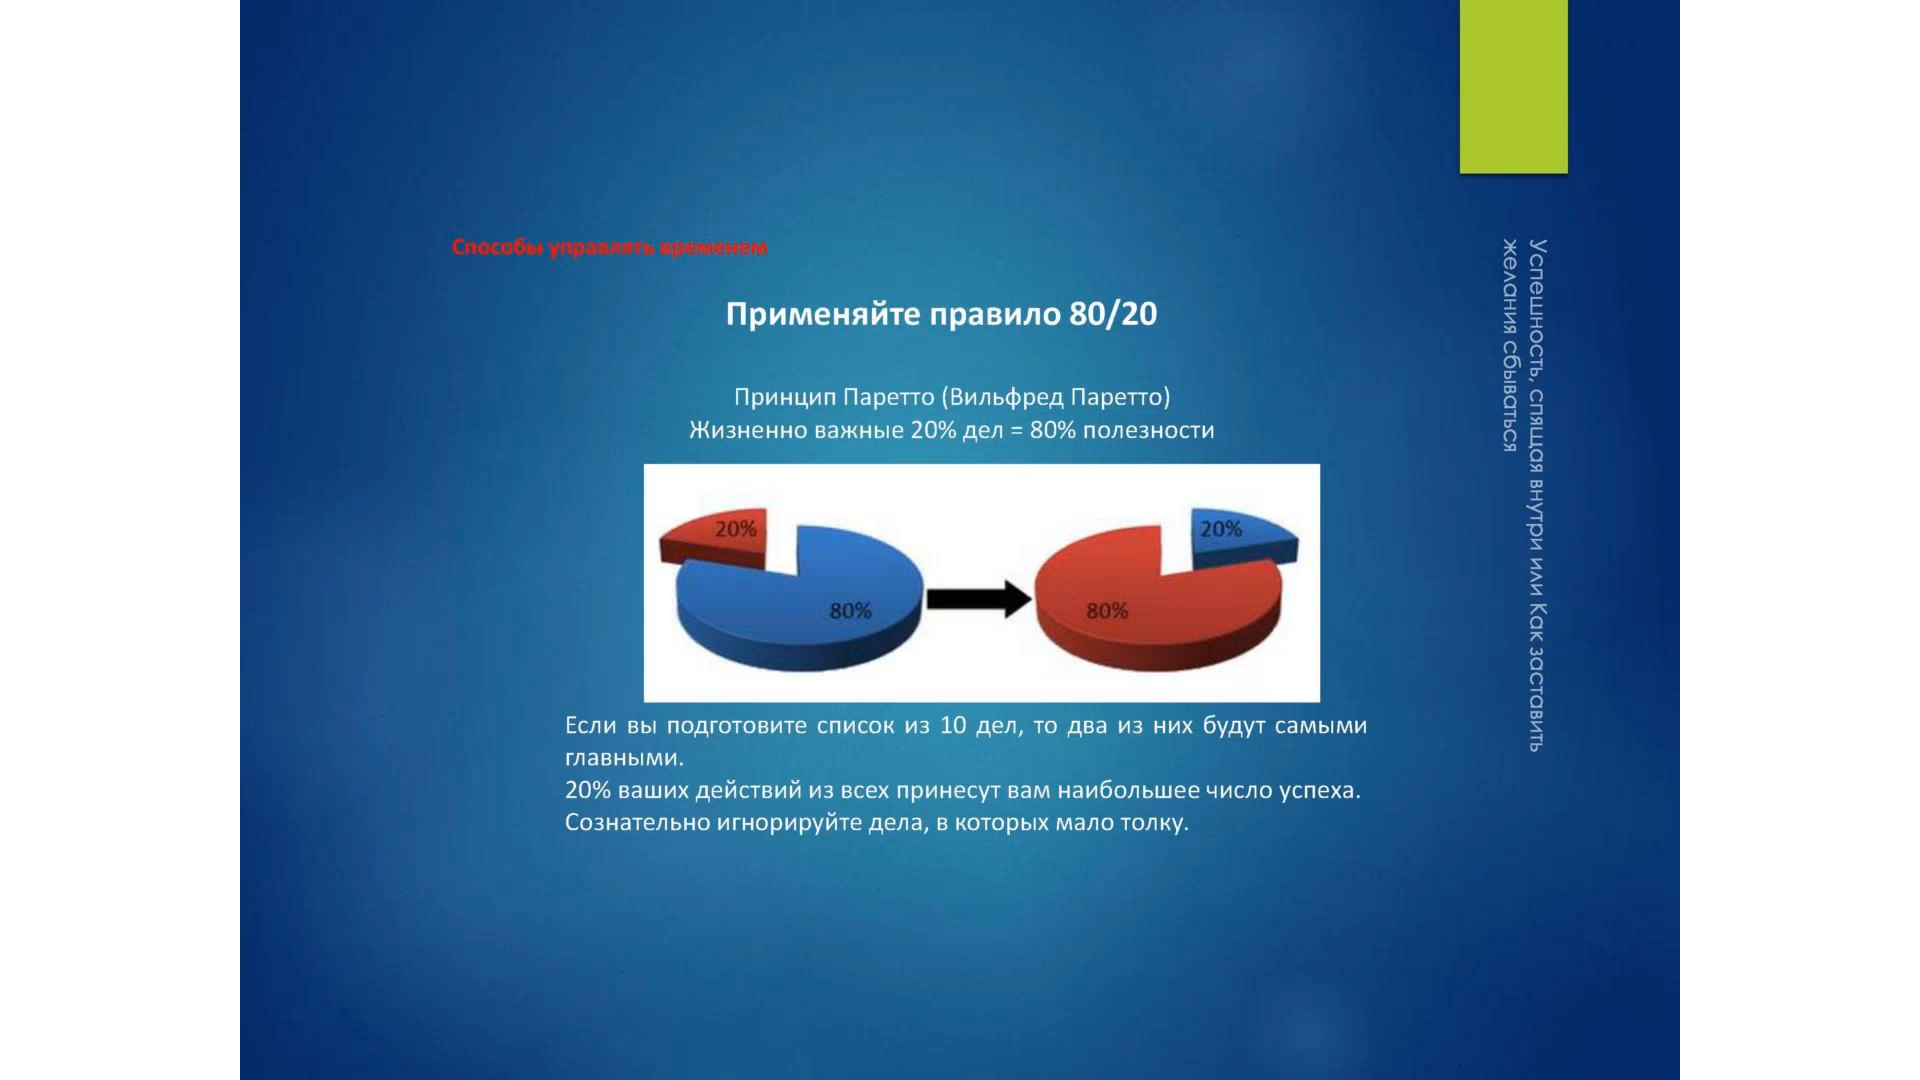 Способы управлять временем
Применяйте правило 80/20
Принцип Паретто (Вильфред Паретто)
Жизненно важные 20% дел = 80% полезности
20%
80%
20%
80%
Если вы подготовите список из 10 дел, то два из них будут самыми
главными.
20% ваших действий из всех принесут вам наибольшее число успеха.
Сознательно игнорируйте дела, в которых мало толку.
Успешность, спящая внутри или Как заставить
желания сбываться